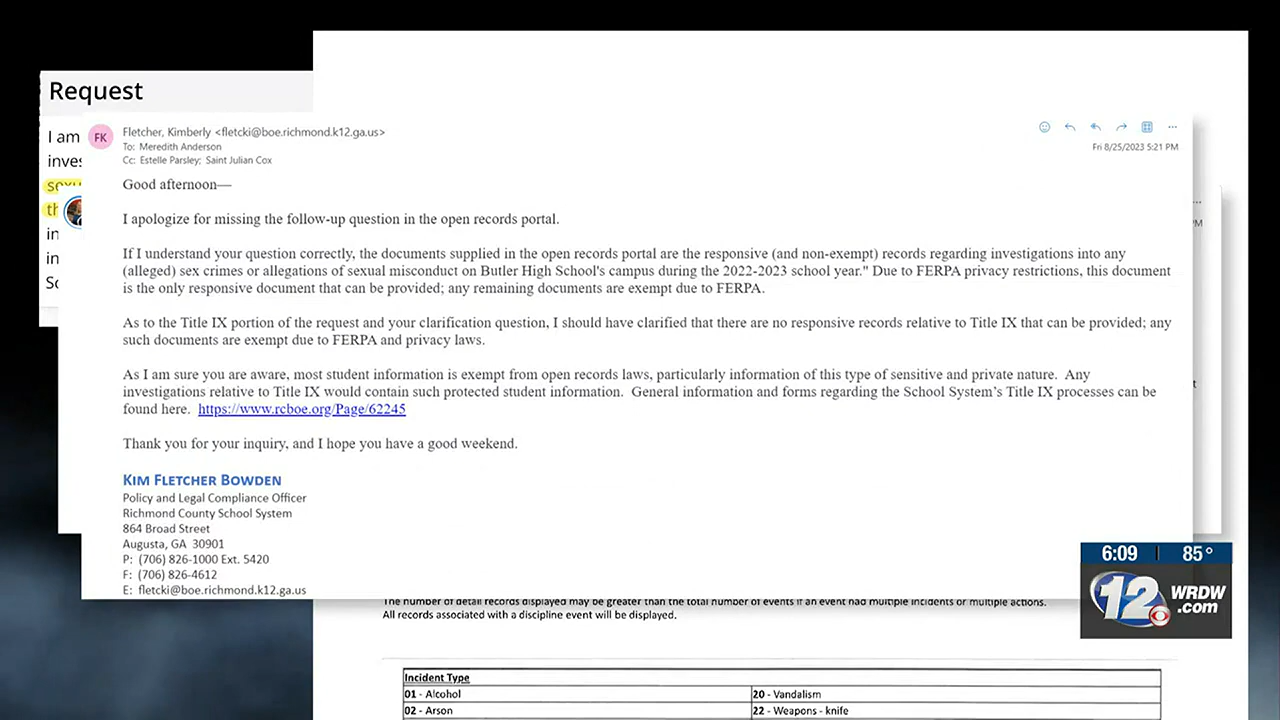 Request
I am
inves
sexu
th
in
in
Sc
FK
Fletcher, Kimberly <fletcki@boe.richmond.k12.ga.us>
To: Meredith Anderson
Cc: Estelle Parsley; Saint Julian Cox
Fri 8/25/2023 5:21 PM
Good afternoon—
I apologize for missing the follow-up question in the open records portal.
If I understand your question correctly, the documents supplied in the open records portal are the responsive (and non-exempt) records regarding investigations into any
(alleged) sex crimes or allegations of sexual misconduct on Butler High School's campus during the 2022-2023 school year." Due to FERPA privacy restrictions, this document
is the only responsive document that can be provided; any remaining documents are exempt due to FERPA.
As to the Title IX portion of the request and your clarification question, I should have clarified that there are no responsive records relative to Title IX that can be provided; any
such documents are exempt due to FERPA and privacy laws.
As I am sure you are aware, most student information is exempt from open records laws, particularly information of this type of sensitive and private nature.  Any
investigations relative to Title IX would contain such protected student information.  General information and forms regarding the School System's Title IX processes can be
found here.  https://www.rcboe.org/Page/62245
Thank you for your inquiry, and I hope you have a good weekend.
KIM FLETCHER BOWDEN
Policy and Legal Compliance Officer
Richmond County School System
864 Broad Street
Augusta, GA  30901
P:  (706) 826-1000 Ext. 5420
F:  (706) 826-4612
E:  fletcki@boe.richmond.k12.ga.us
M
t
6:09 | 85°
12 WRDW
.com
The number of detail records displayed may be greater than the total number of events if an event had multiple incidents or multiple actions.
All records associated with a discipline event will be displayed.
Incident Type
01 - Alcohol
20 - Vandalism
02 - Arson
22 - Weapons - knife